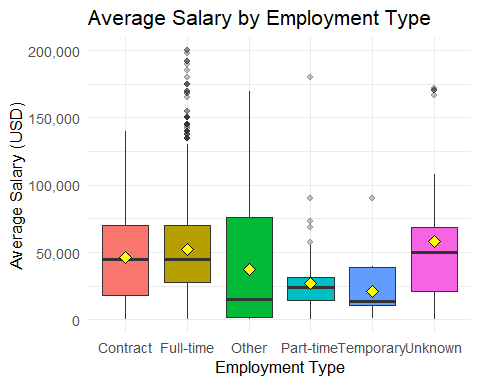 Average Salary by Employment Type
200,000
150,000
100,000
50,000
0
Average Salary (USD)
Contract Full-time Other Part-time Temporary Unknown
Employment Type